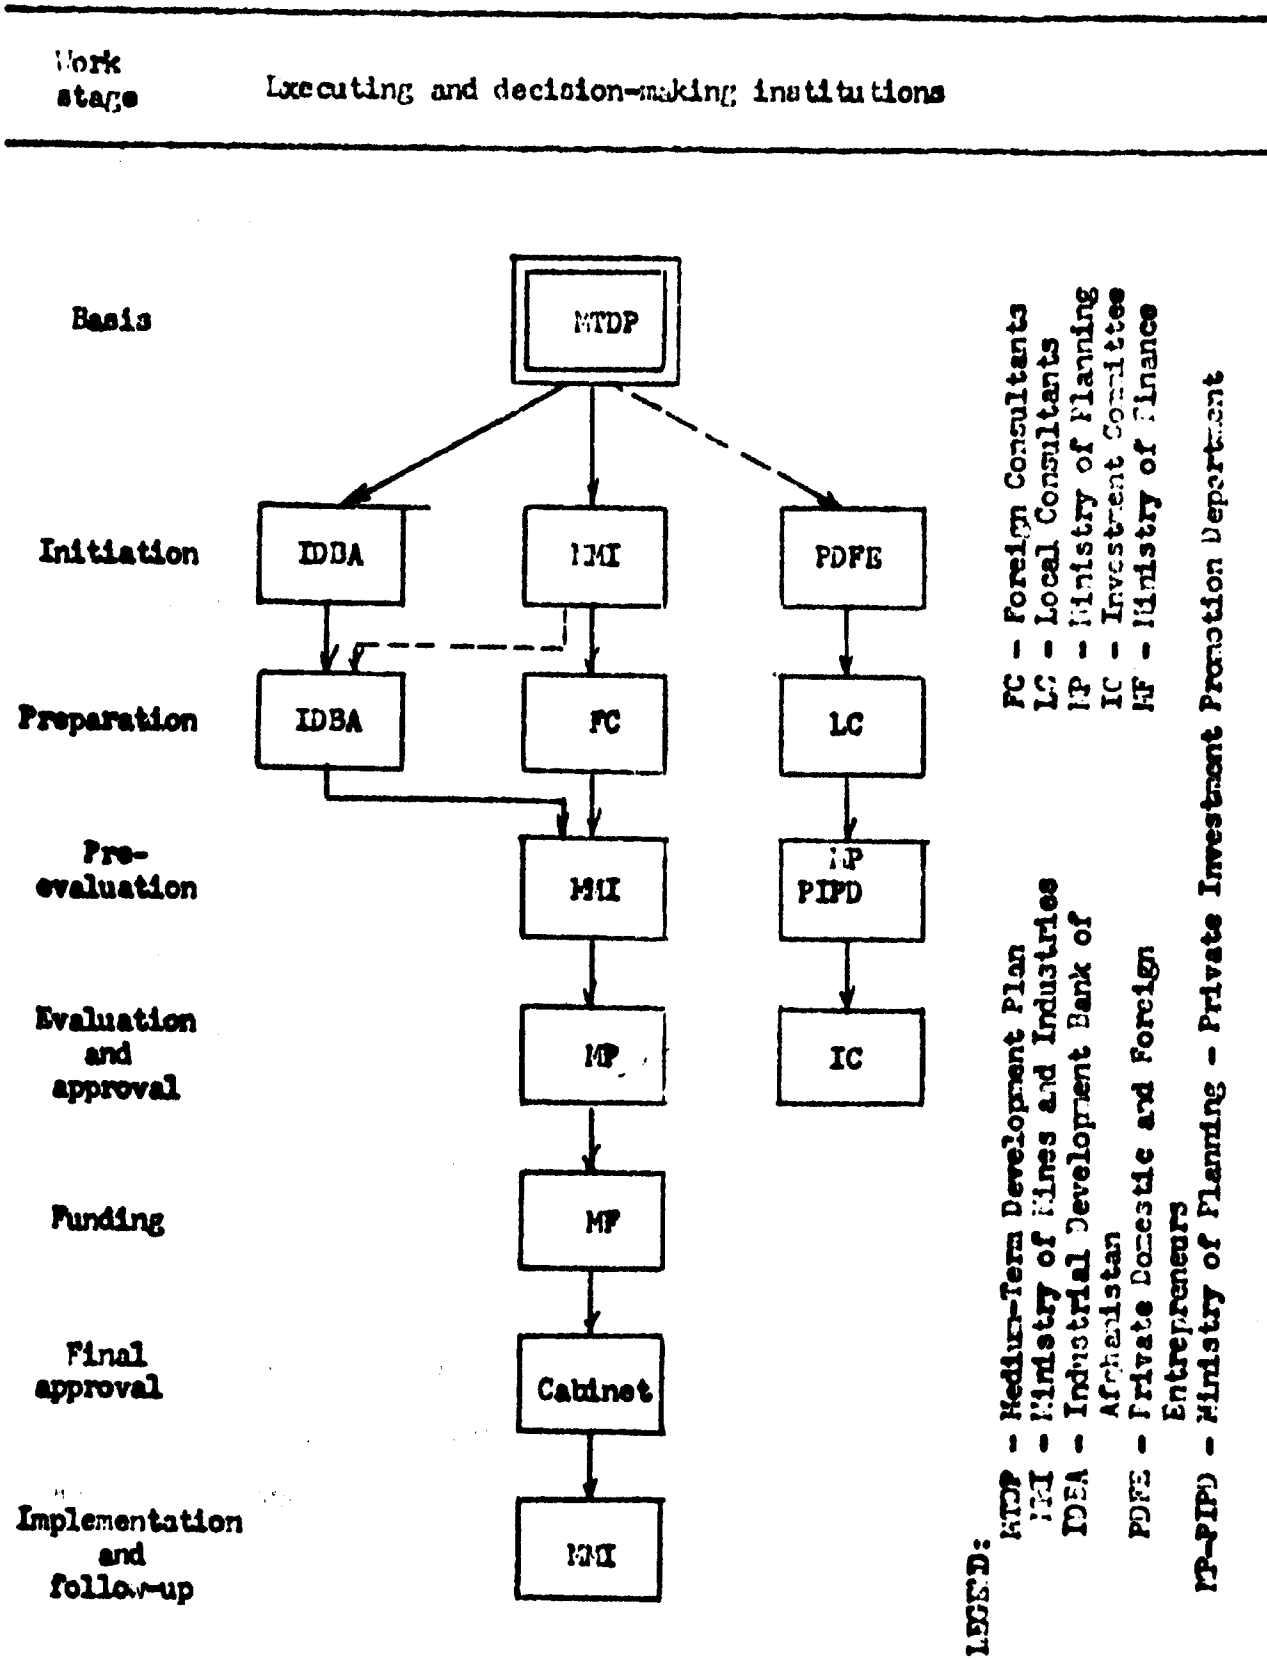 Work
stage
Executing and decision-making institutions
Basis
MTDP
Initiation
IDBA
MMI
PDFE
Preparation
IDBA
FC
LC
Pre-
evaluation
MMI
MP
PIPD
Evaluation
and
approval
MP
IC
Funding
MF
Final
approval
Cabinet
Implementation
and
follow-up
MMI
LEGEND:
MTDP - Medium-Term Development Plan
MMI - Ministry of Mines and Industries
IDBA - Industrial Development Bank of
Afghanistan
PDFE - Private Domestic and Foreign
Entrepreneurs
MP-PIPD - Ministry of Planning - Private Investment Promotion Department
FC - Foreign Consultants
LC - Local Consultants
MP - Ministry of Planning
IC - Investment Committee
MF - Ministry of Finance